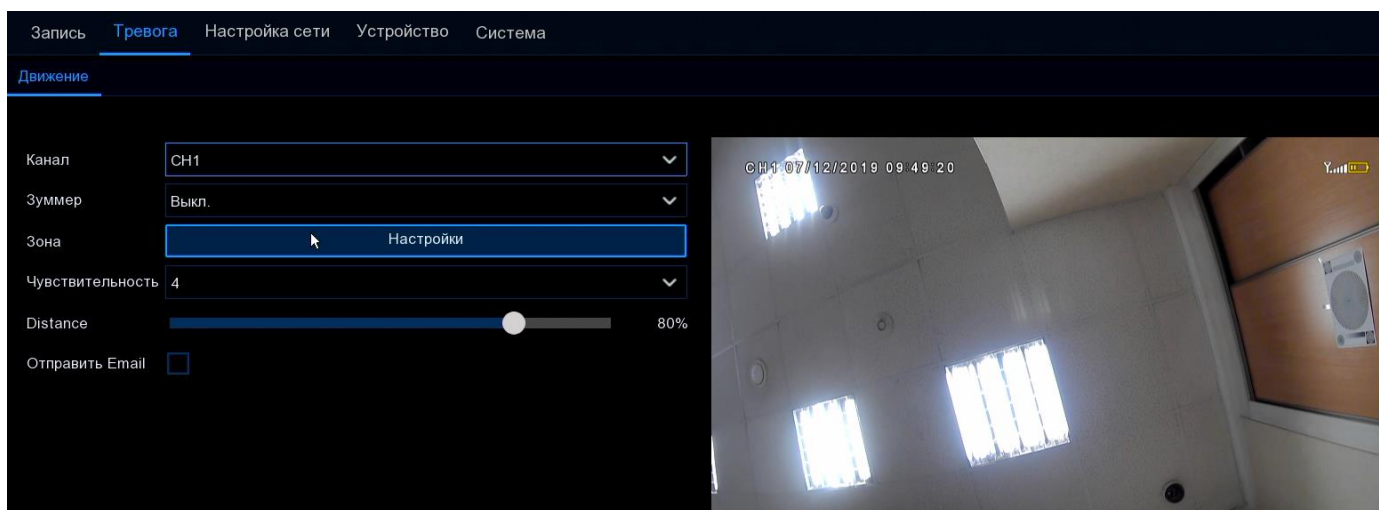 Запись Тревога Настройка сети Устройство Система
Движение
Канал CH1
CH1 07/12/2019 09:49:20
Зуммер Выкл.
Зона Настройки
Чувствительность 4
Distance 80%
Отправить Email